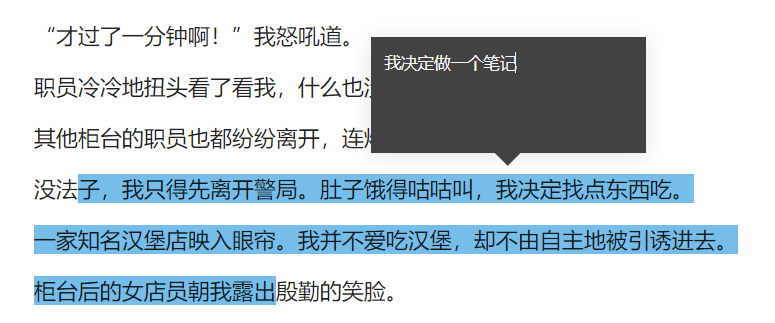 “才过了一分钟啊！”我怒吼道。
我决定做一个笔记
职员冷冷地扭头看了看我，什么也
其他柜台的职员也都纷纷离开，连
没法子，我只得先离开警局。肚子饿得咕咕叫，我决定找点东西吃。
一家知名汉堡店映入眼帘。我并不爱吃汉堡，却不由自主地被引诱进去。
柜台后的女店员朝我露出殷勤的笑脸。